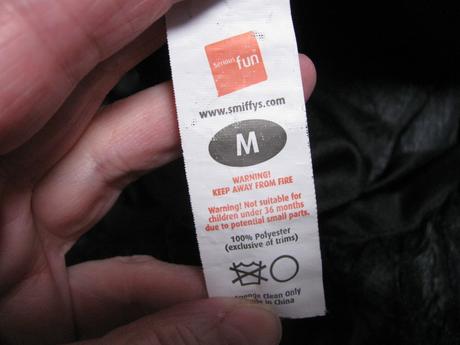 Serious
fun
www.smiffys.com
M
WARNING!
KEEP AWAY FROM FIRE
Warning! Not suitable for
children under 36 months
due to potential small parts.
100% Polyester
(exclusive of trims)
Sponge Clean Only
in China